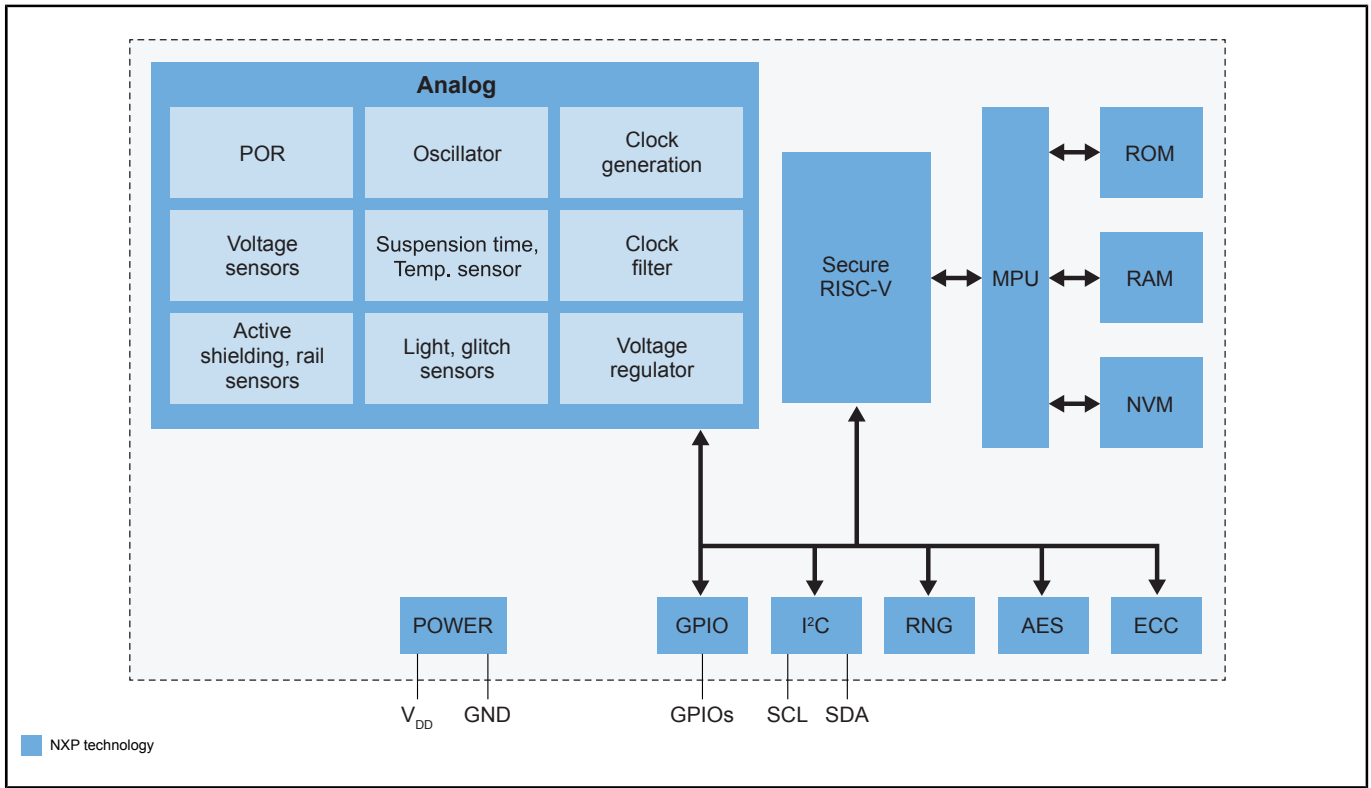 Analog
POR
Oscillator
Clock
generation
Voltage
sensors
Suspension time,
Temp. sensor
Clock
filter
Active
shielding, rail
sensors
Light, glitch
sensors
Voltage
regulator
Secure
RISC-V
MPU
ROM
RAM
NVM
POWER
GPIO
I²C
RNG
AES
ECC
V_DD
GND
GPIOs
SCL
SDA
NXP technology